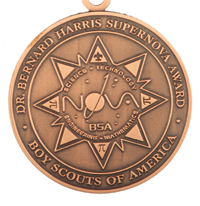 DR. BERNARD HARRIS SUPERNOVA AWARD
SCIENCE • TECHNOLOGY
NOVA
BSA
ENGINEERING • MATHEMATICS
• BOY SCOUTS OF AMERICA •